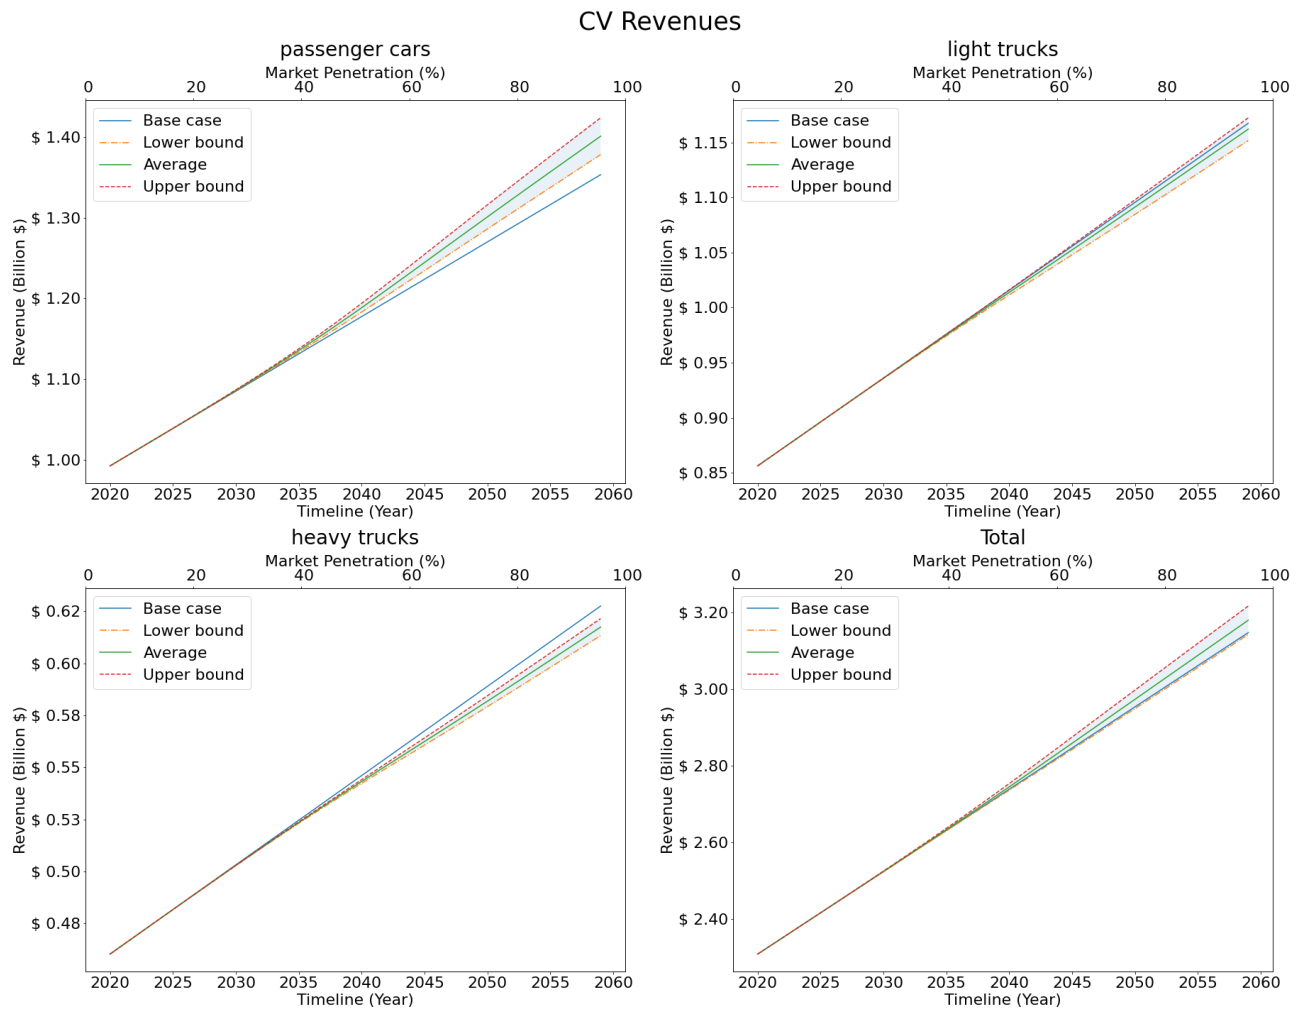 CV Revenues
passenger cars
Market Penetration (%)
0 20 40 60 80 100
Base case
Lower bound
Average
Upper bound
Revenue (Billion $)
$ 1.40
$ 1.30
$ 1.20
$ 1.10
$ 1.00
2020 2025 2030 2035 2040 2045 2050 2055 2060
Timeline (Year)
light trucks
Market Penetration (%)
0 20 40 60 80 100
Base case
Lower bound
Average
Upper bound
Revenue (Billion $)
$ 1.15
$ 1.10
$ 1.05
$ 1.00
$ 0.95
$ 0.90
$ 0.85
2020 2025 2030 2035 2040 2045 2050 2055 2060
Timeline (Year)
heavy trucks
Market Penetration (%)
0 20 40 60 80 100
Base case
Lower bound
Average
Upper bound
Revenue (Billion $)
$ 0.62
$ 0.60
$ 0.58
$ 0.55
$ 0.53
$ 0.50
$ 0.48
2020 2025 2030 2035 2040 2045 2050 2055 2060
Timeline (Year)
Total
Market Penetration (%)
0 20 40 60 80 100
Base case
Lower bound
Average
Upper bound
Revenue (Billion $)
$ 3.20
$ 3.00
$ 2.80
$ 2.60
$ 2.40
2020 2025 2030 2035 2040 2045 2050 2055 2060
Timeline (Year)